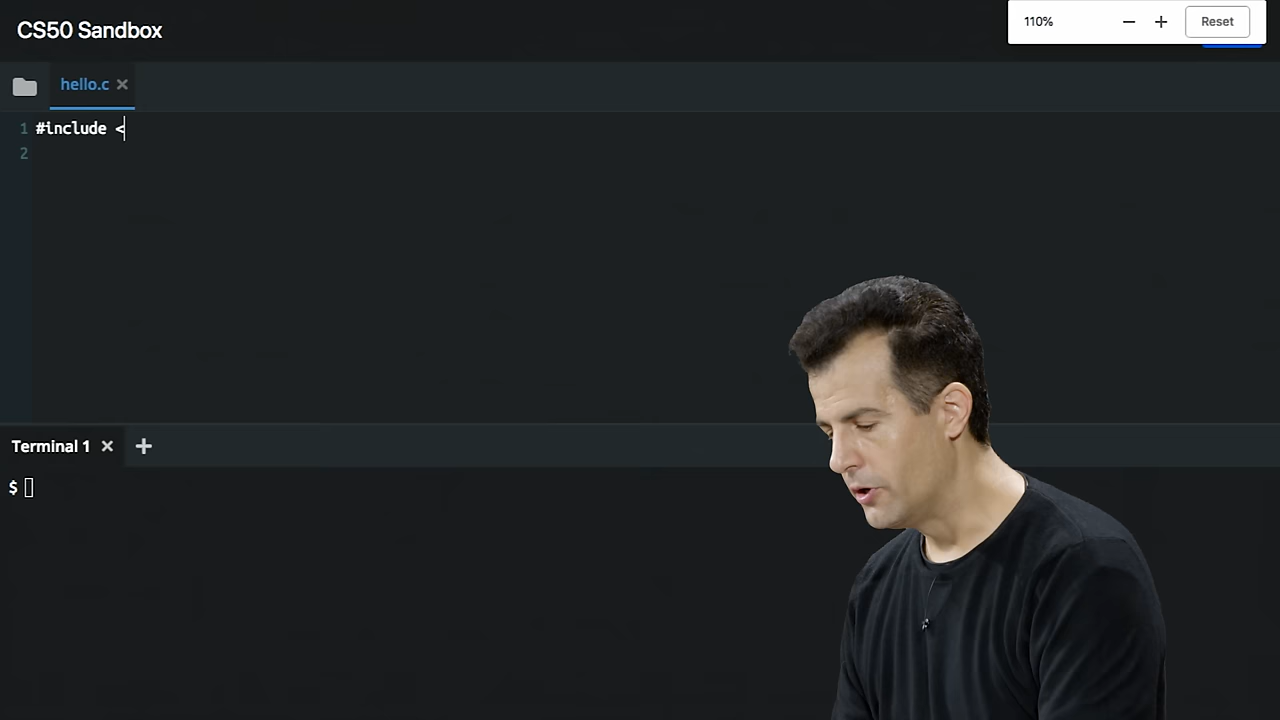 CS50 Sandbox
110% − + Reset
hello.c ×
1 #include <
2
Terminal 1 × +
$